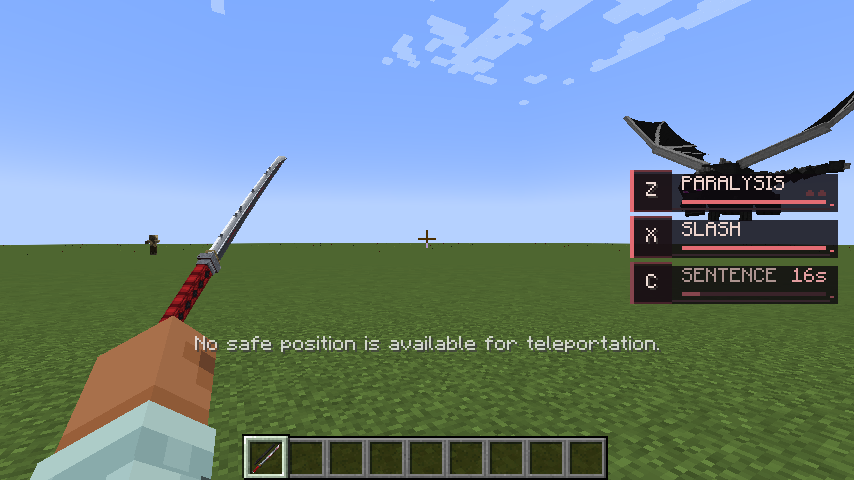 Z PARALYSIS
X SLASH
C SENTENCE 16s
No safe position is available for teleportation.